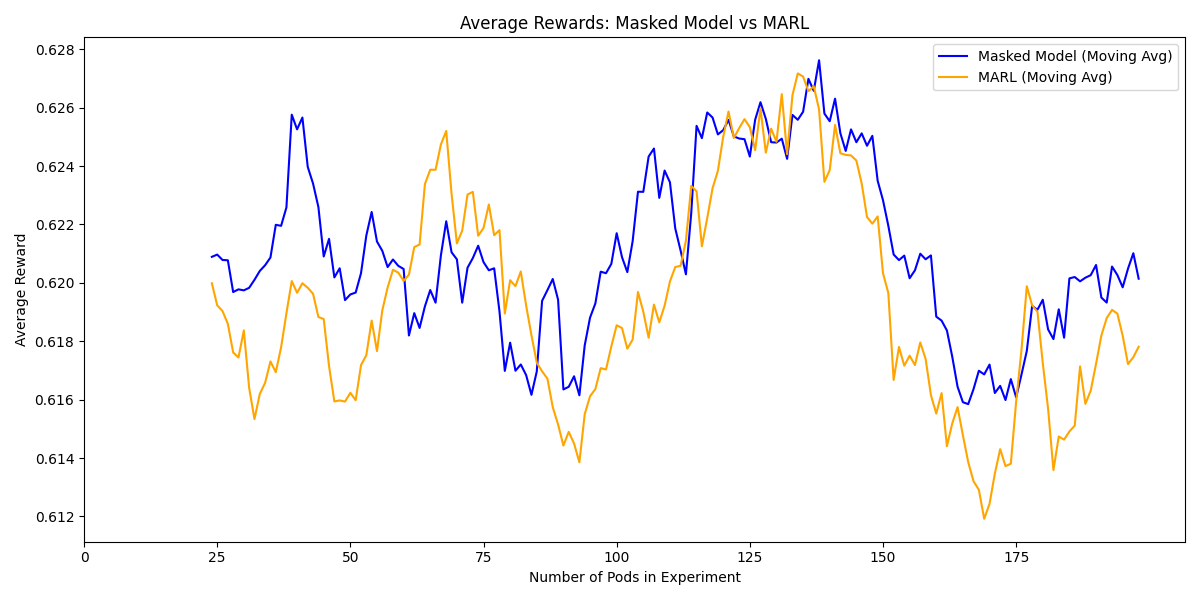 Average Rewards: Masked Model vs MARL
Masked Model (Moving Avg)
MARL (Moving Avg)
Average Reward
0.628
0.626
0.624
0.622
0.620
0.618
0.616
0.614
0.612
0 25 50 75 100 125 150 175
Number of Pods in Experiment